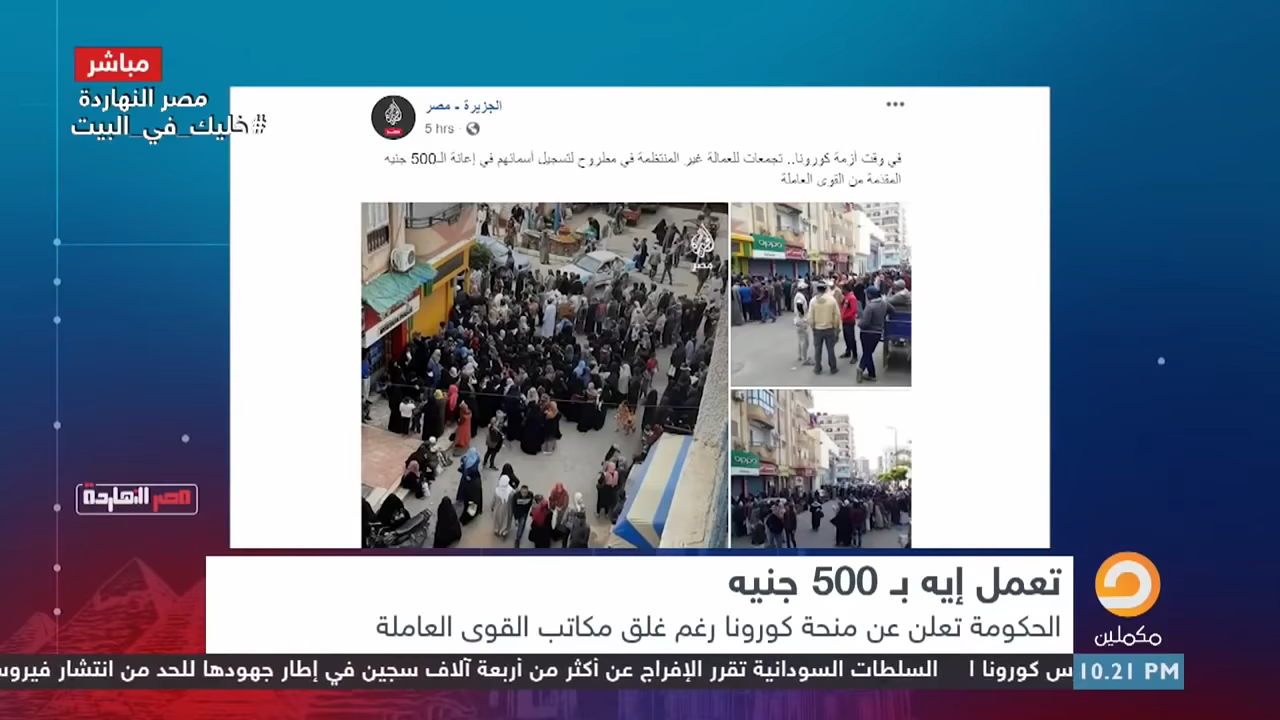 مباشر
مصر النهاردة
#خليك_في_البيت
الجزيرة - مصر
5 hrs
في وقت أزمة كورونا.. تجمعات للعمالة غير المنتظمة في مطروح لتسجيل أسمائهم في إعانة الـ500 جنيه
المقدمة من القوى العاملة
مصر
oppo
oppo
مصر النهاردة
تعمل إيه بـ 500 جنيه
الحكومة تعلن عن منحة كورونا رغم غلق مكاتب القوى العاملة
مكملين
س كورونا ا السلطات السودانية تقرر الإفراج عن أكثر من أربعة آلاف سجين في إطار جهودها للحد من انتشار فيروس
10.21 PM